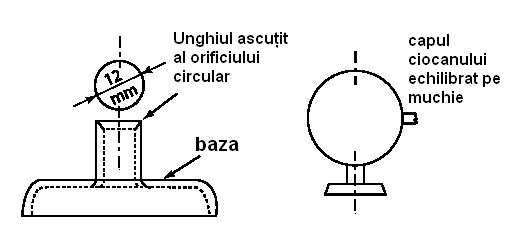 Unghiul ascuțit
al orificiului
circular
12
mm
baza
capul
ciocanului
echilibrat pe
muchie